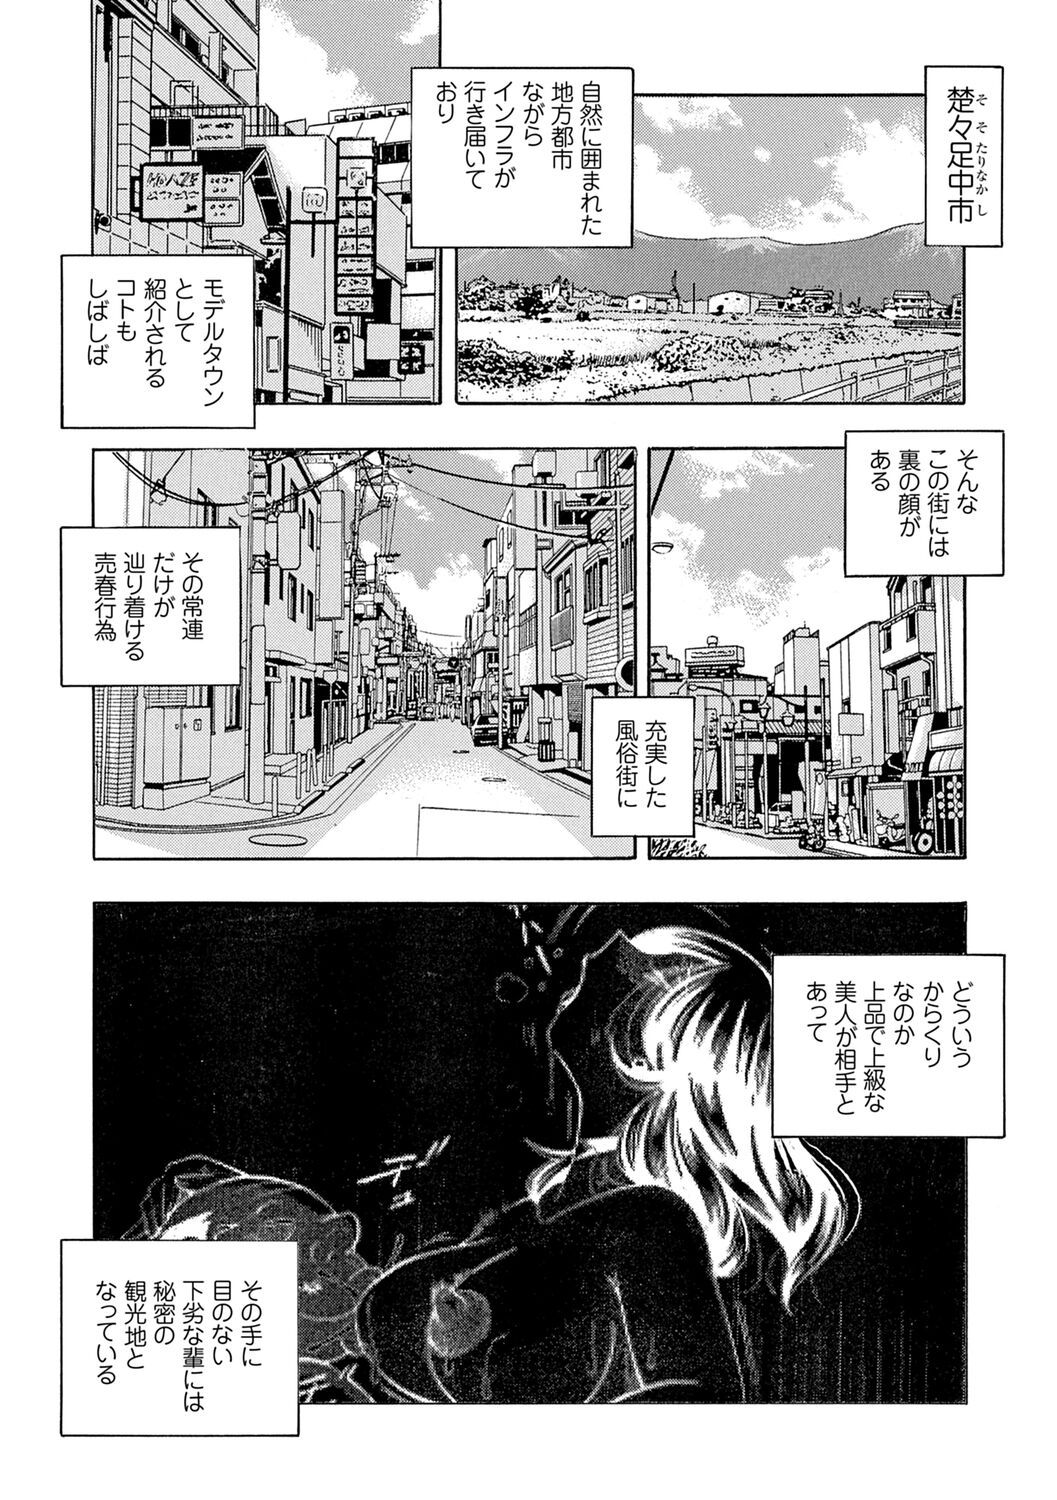 楚々足中市
そそたりなかし
自然に囲まれた
地方都市
ながら
インフラが
行き届いて
おり
モデルタウン
として
紹介される
コトも
しばしば
そんな
この街には
裏の顔が
ある
充実した
風俗街に
その常連
だけが
辿り着ける
売春行為
どういう
からくり
なのか
上品で上級な
美人が相手と
あって
その手に
目のない
下劣な輩には
秘密の
観光地と
なっている